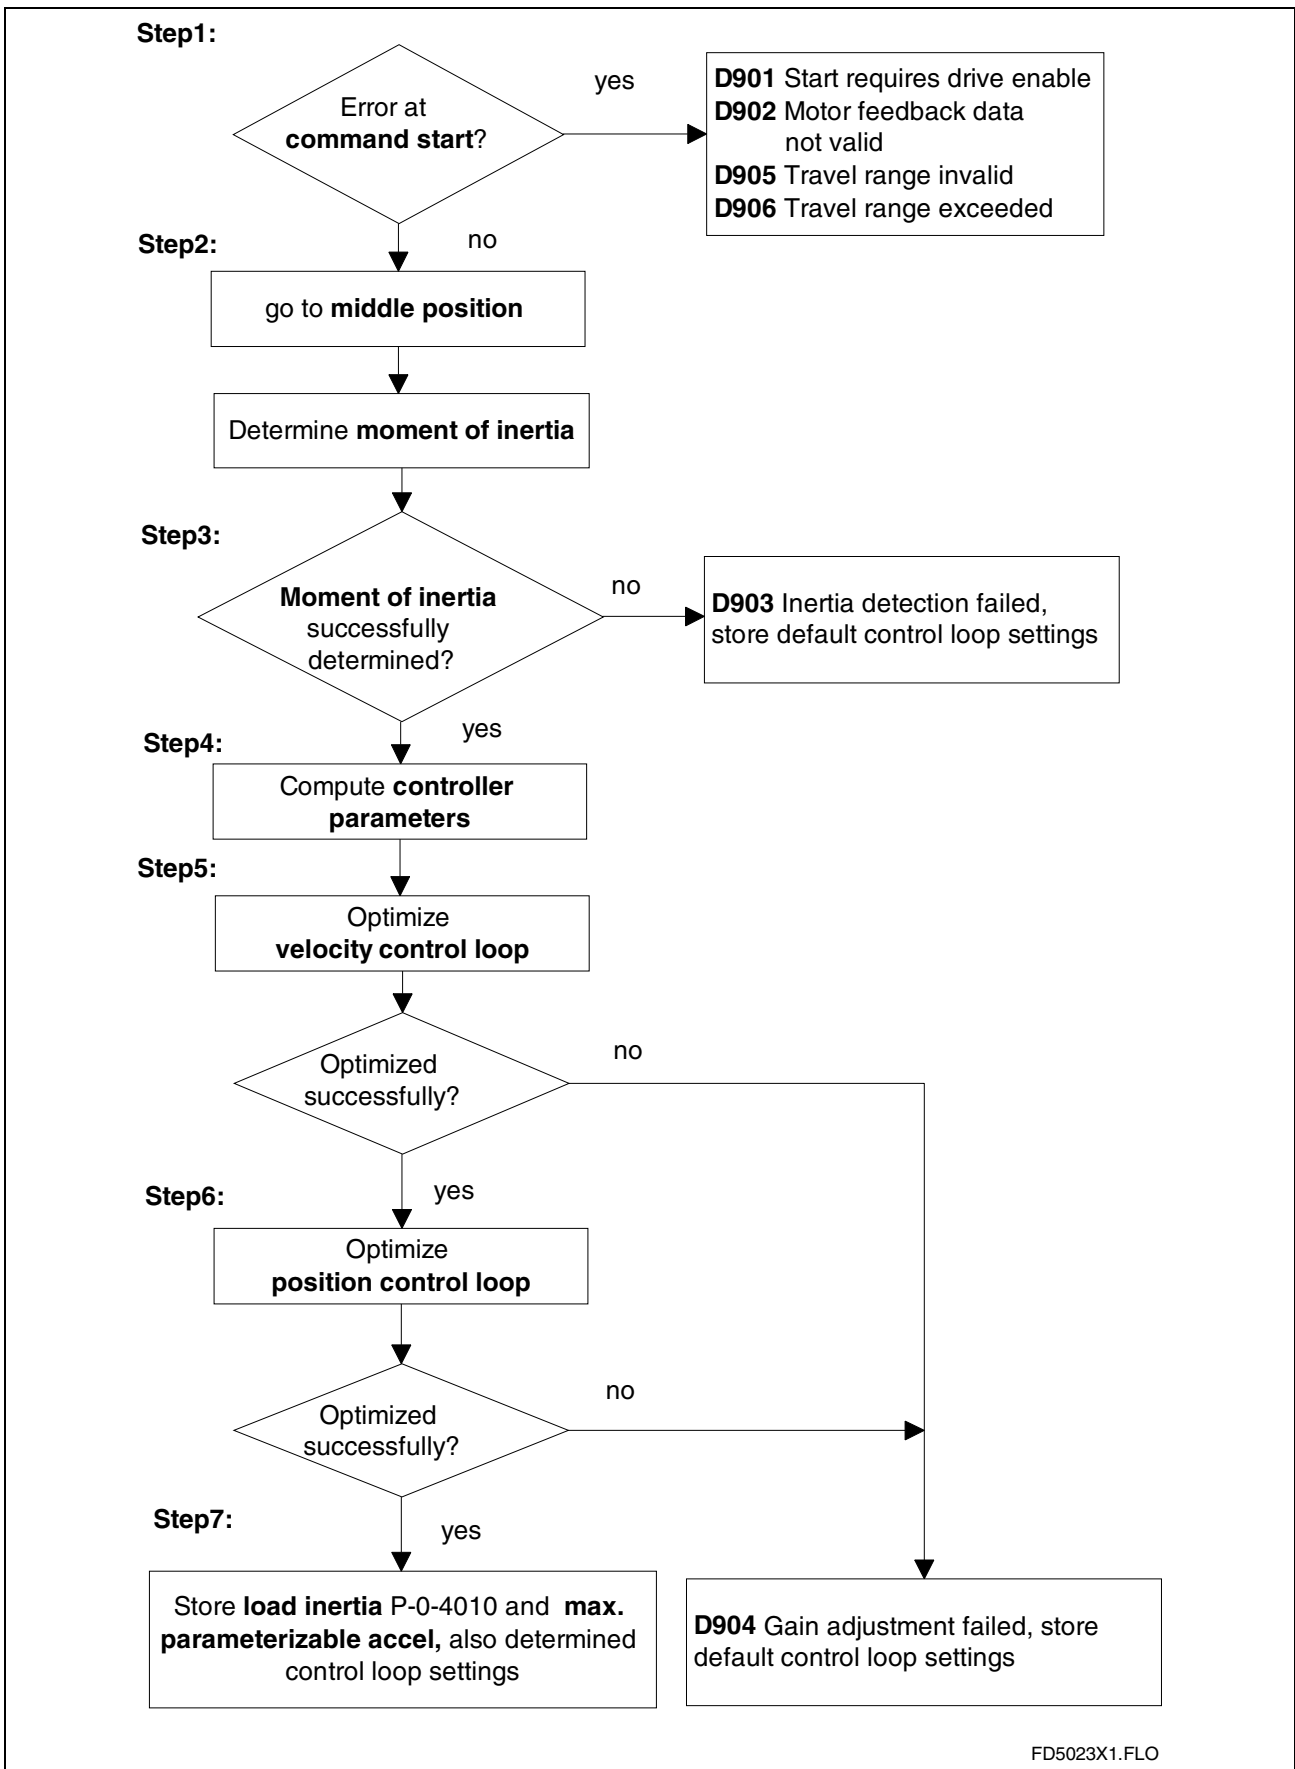 Step1:
Error at
command start?
yes
D901 Start requires drive enable
D902 Motor feedback data
not valid
D905 Travel range invalid
D906 Travel range exceeded
no
Step2:
go to middle position
Determine moment of inertia
Step3:
Moment of inertia
successfully
determined?
no
D903 Inertia detection failed,
store default control loop settings
yes
Step4:
Compute controller
parameters
Step5:
Optimize
velocity control loop
Optimized
successfully?
no
yes
Step6:
Optimize
position control loop
Optimized
successfully?
no
yes
Step7:
Store load inertia P-0-4010 and max.
parameterizable accel, also determined
control loop settings
D904 Gain adjustment failed, store
default control loop settings
FD5023X1.FLO